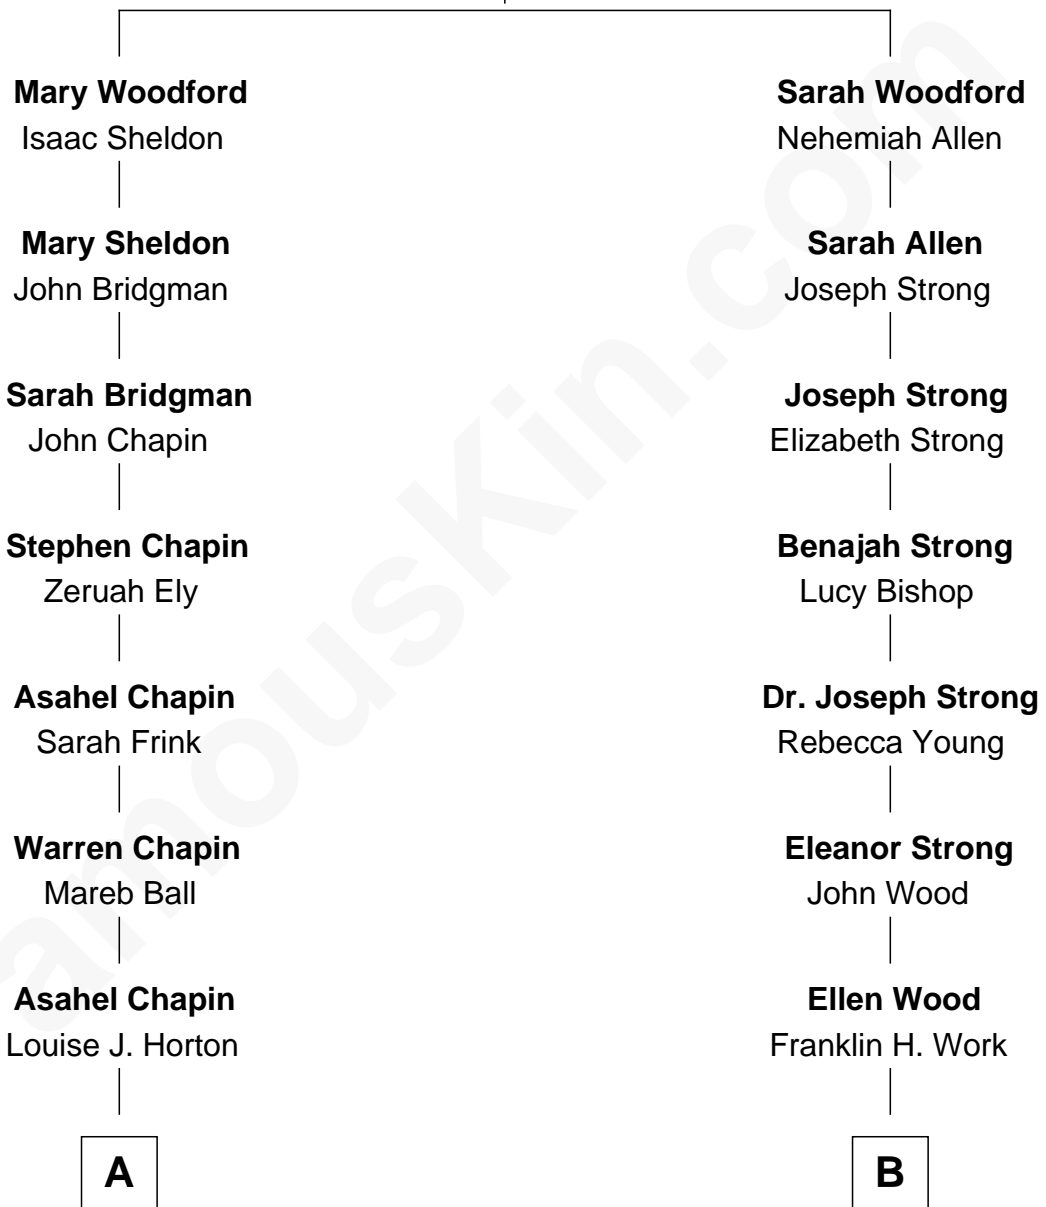 Mary Woodford
Isaac Sheldon
Mary Sheldon
John Bridgman
Sarah Bridgman
John Chapin
Stephen Chapin
Zeruah Ely
Asahel Chapin
Sarah Frink
Warren Chapin
Mareb Ball
Asahel Chapin
Louise J. Horton
A
Sarah Woodford
Nehemiah Allen
Sarah Allen
Joseph Strong
Joseph Strong
Elizabeth Strong
Benajah Strong
Lucy Bishop
Dr. Joseph Strong
Rebecca Young
Eleanor Strong
John Wood
Ellen Wood
Franklin H. Work
B
amouskin.com